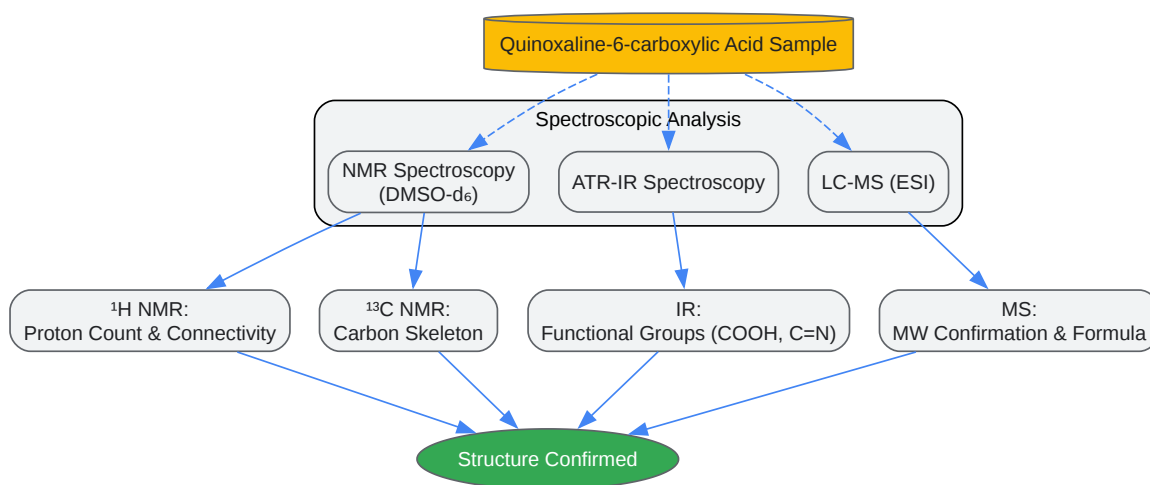 Quinoxaline-6-carboxylic Acid Sample
Spectroscopic Analysis
NMR Spectroscopy
(DMSO-d₆)
ATR-IR Spectroscopy
LC-MS (ESI)
¹H NMR:
Proton Count & Connectivity
¹³C NMR:
Carbon Skeleton
IR:
Functional Groups (COOH, C=N)
MS:
MW Confirmation & Formula
Structure Confirmed